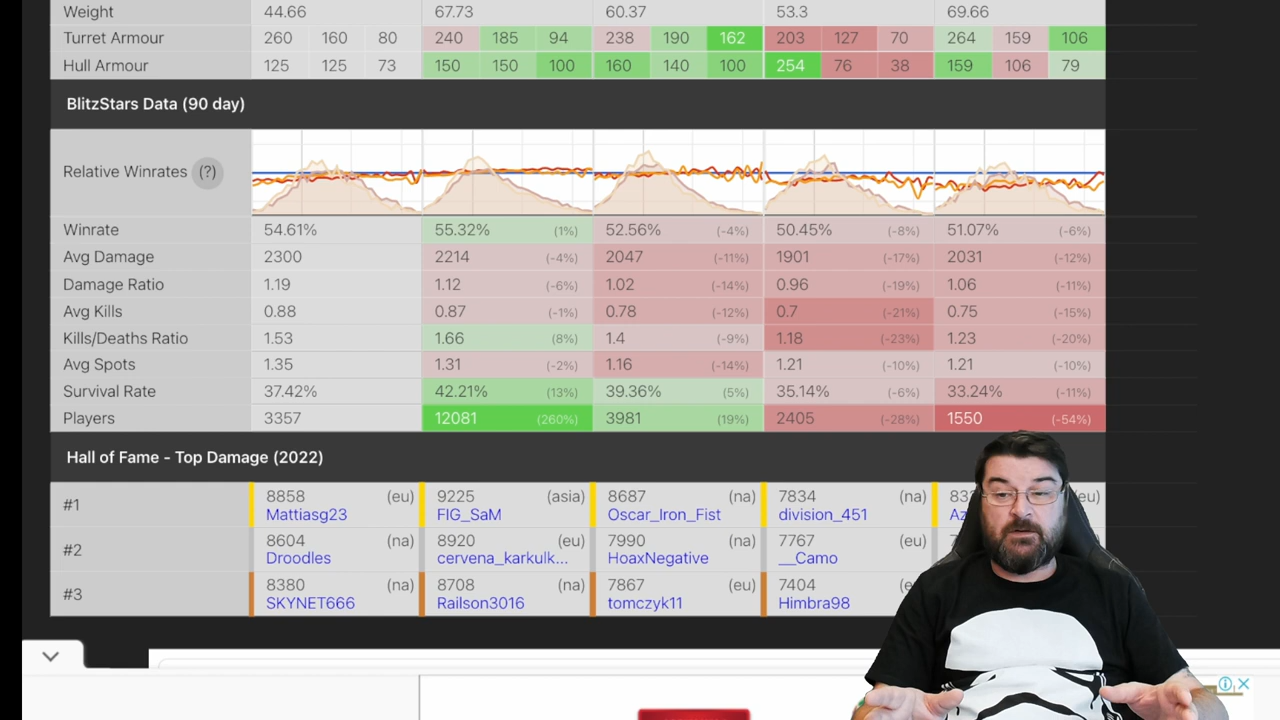 Weight 44.66 67.73 60.37 53.3 69.66
Turret Armour 260 160 80 240 185 94 238 190 162 203 127 70 264 159 106
Hull Armour 125 125 73 150 150 100 160 140 100 254 76 38 159 106 79
BlitzStars Data (90 day)
Relative Winrates (?)
Winrate 54.61% 55.32% (1%) 52.56% (-4%) 50.45% (-8%) 51.07% (-6%)
Avg Damage 2300 2214 (-4%) 2047 (-11%) 1901 (-17%) 2031 (-12%)
Damage Ratio 1.19 1.12 (-6%) 1.02 (-14%) 0.96 (-19%) 1.06 (-11%)
Avg Kills 0.88 0.87 (-1%) 0.78 (-12%) 0.7 (-21%) 0.75 (-15%)
Kills/Deaths Ratio 1.53 1.66 (8%) 1.4 (-9%) 1.18 (-23%) 1.23 (-20%)
Avg Spots 1.35 1.31 (-2%) 1.16 (-14%) 1.21 (-10%) 1.21 (-10%)
Survival Rate 37.42% 42.21% (13%) 39.36% (5%) 35.14% (-6%) 33.24% (-11%)
Players 3357 12081 (260%) 3981 (19%) 2405 (-28%) 1550 (-54%)
Hall of Fame - Top Damage (2022)
#1 8858 (eu) 9225 (asia) 8687 (na) 7834 (na) (eu)
Mattiasg23 FIG_SaM Oscar_Iron_Fist division_451
#2 8604 (na) 8920 (eu) 7990 (na) 7767 (eu)
Droodles cervena_karkulk... HoaxNegative __Camo
#3 8380 (na) 8708 (na) 7867 (eu) 7404
SKYNET666 Railson3016 tomczyk11 Himbra98